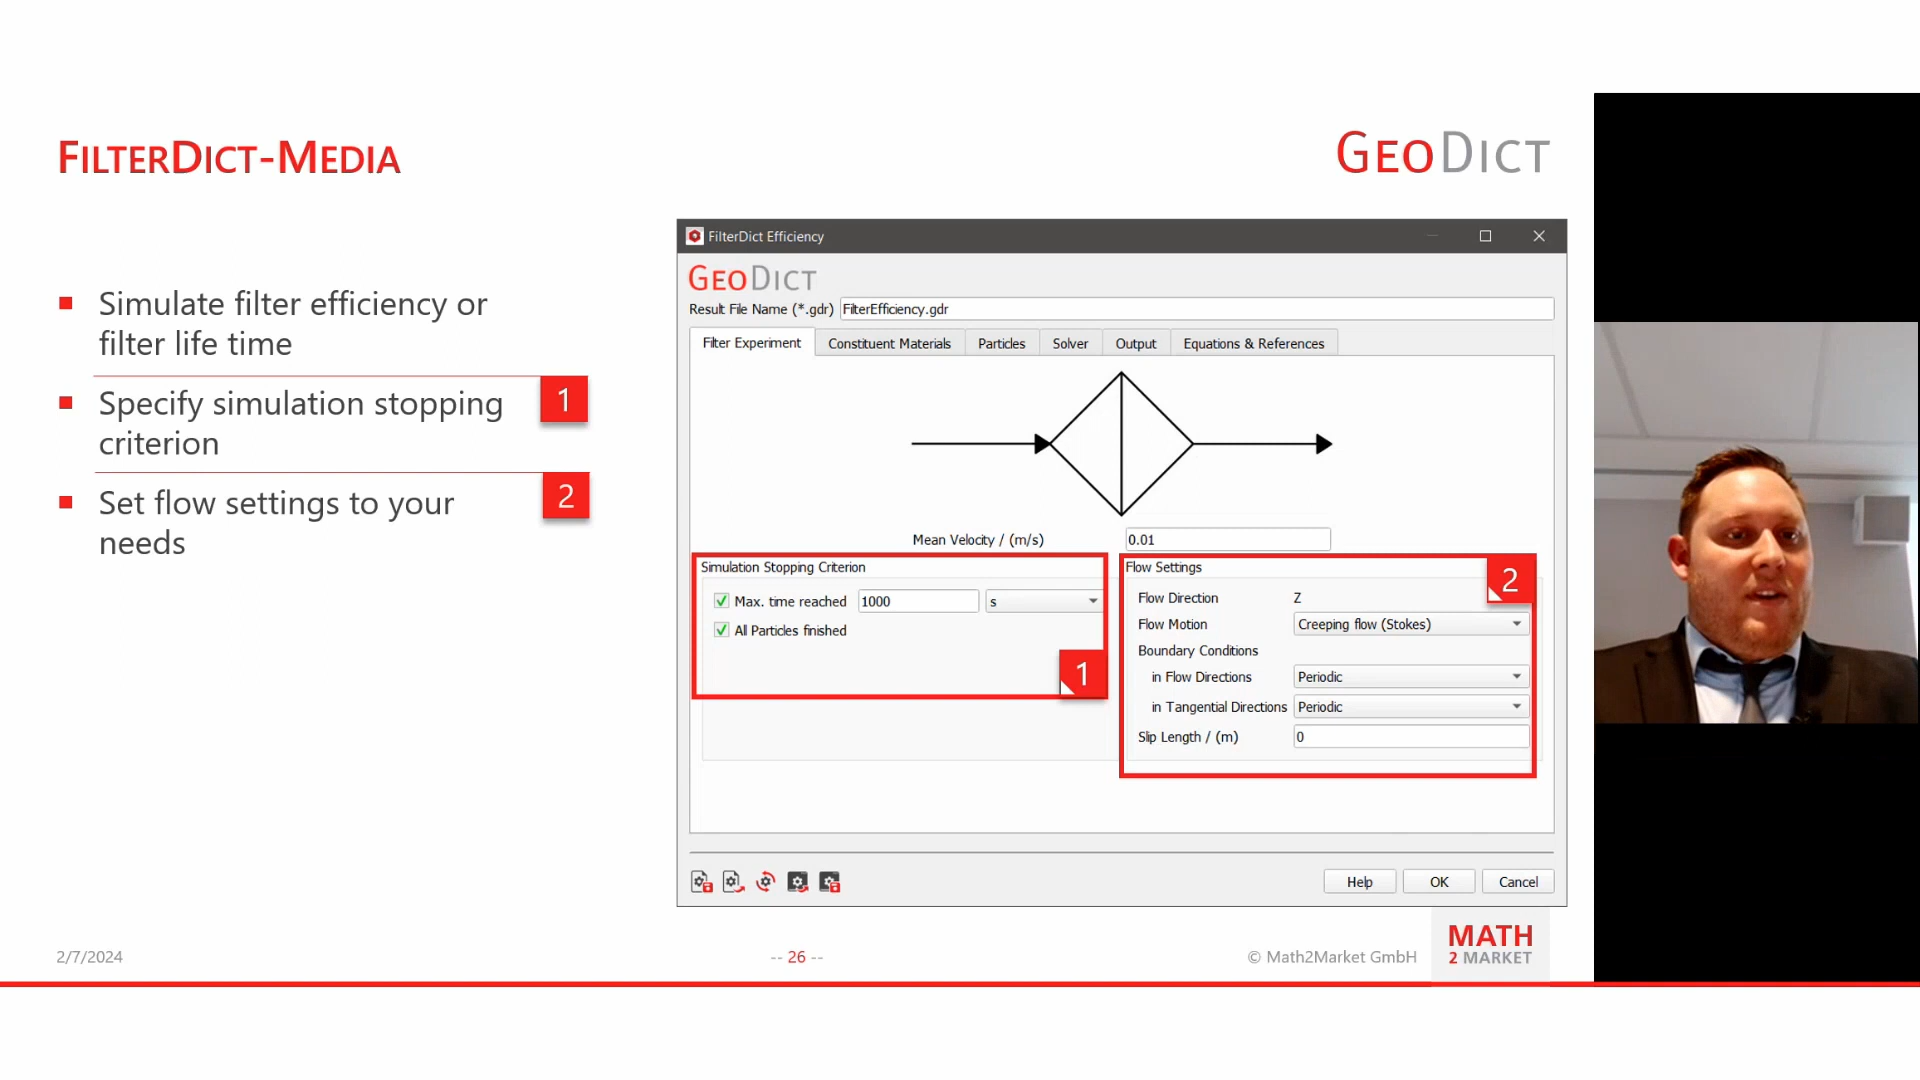 FILTERDICT-MEDIA
GEODICT
Simulate filter efficiency or
filter life time
Specify simulation stopping
criterion
1
Set flow settings to your
needs
2
FilterDict Efficiency
GEODICT
Result File Name (*.gdr) FilterEfficiency.gdr
Filter Experiment Constituent Materials Particles Solver Output Equations & References
Mean Velocity / (m/s) 0.01
Simulation Stopping Criterion
Max. time reached 1000 s
All Particles finished
1
Flow Settings
2
Flow Direction Z
Flow Motion Creeping flow (Stokes)
Boundary Conditions
in Flow Directions Periodic
in Tangential Directions Periodic
Slip Length / (m) 0
Help OK Cancel
2/7/2024
-- 26 --
© Math2Market GmbH
MATH
2 MARKET